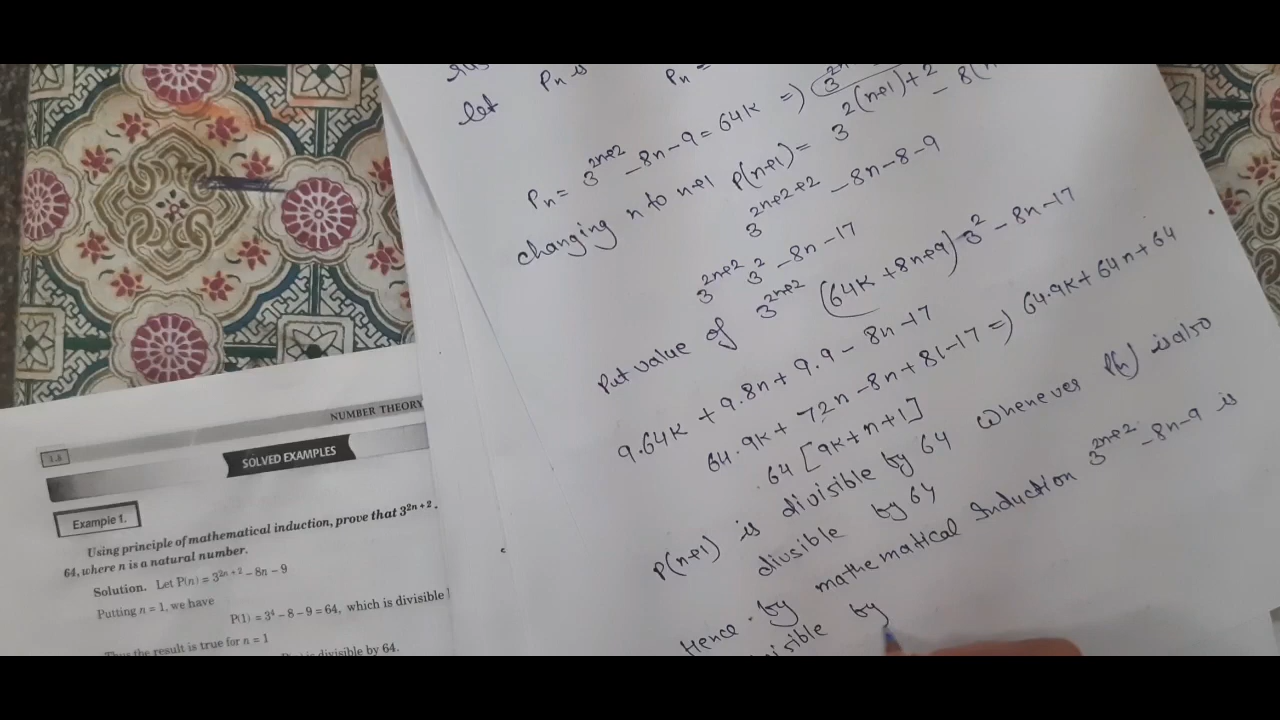 let Pn is Pn =
Pn = 3^{2n+2} - 8n - 9 = 64K =) 3^{2n
changing n to n+1 P(n+1) = 3^{2(n+1)+2} - 8(n
3^{2n+2+2} - 8n - 8 - 9
3^{2n+2} 3^2 - 8n - 17
Put value of 3^{2n+2} (64K + 8n+9) 3^2 - 8n - 17
9.64K + 9.8n + 9.9 - 8n - 17
64.9K + 72n - 8n + 81 - 17 =) 64.9K + 64n + 64
64 [9K + n + 1]
P(n+1) is divisible by 64 whenever P(n) is also
divisible by 64
Hence by mathematical Induction 3^{2n+2} - 8n - 9 is
by
NUMBER THEORY
SOLVED EXAMPLES
Example 1.
Using principle of mathematical induction, prove that 3^{2n+2}
64, where n is a natural number.
Solution. Let P(n) = 3^{2n+2} - 8n - 9
Putting n = 1, we have
P(1) = 3^4 - 8 - 9 = 64, which is divisible
Thus the result is true for n = 1
is divisible by 64.